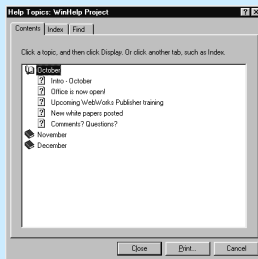 Help Topics: WinHelp Project
Contents Index Find
Click a topic, and then click Display. Or click another tab, such as Index.
October
Intro - October
Office is now open!
Upcoming WebWorks Publisher training
New white papers posted
Comments? Questions?
November
December
Close Print... Cancel